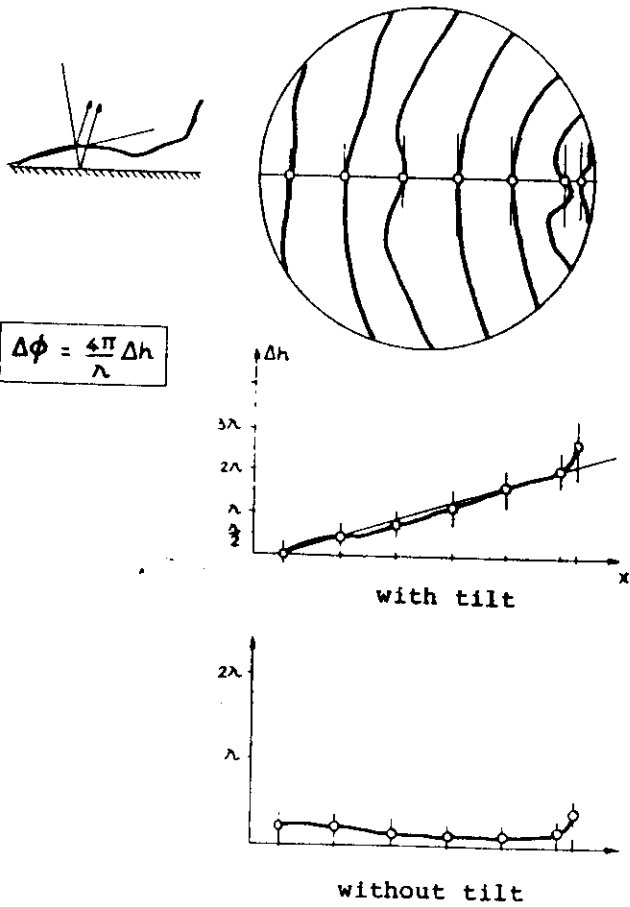 Δϕ = 4π/λ Δh
Δh
3λ
2λ
λ
λ/2
x
with tilt
2λ
λ
without tilt